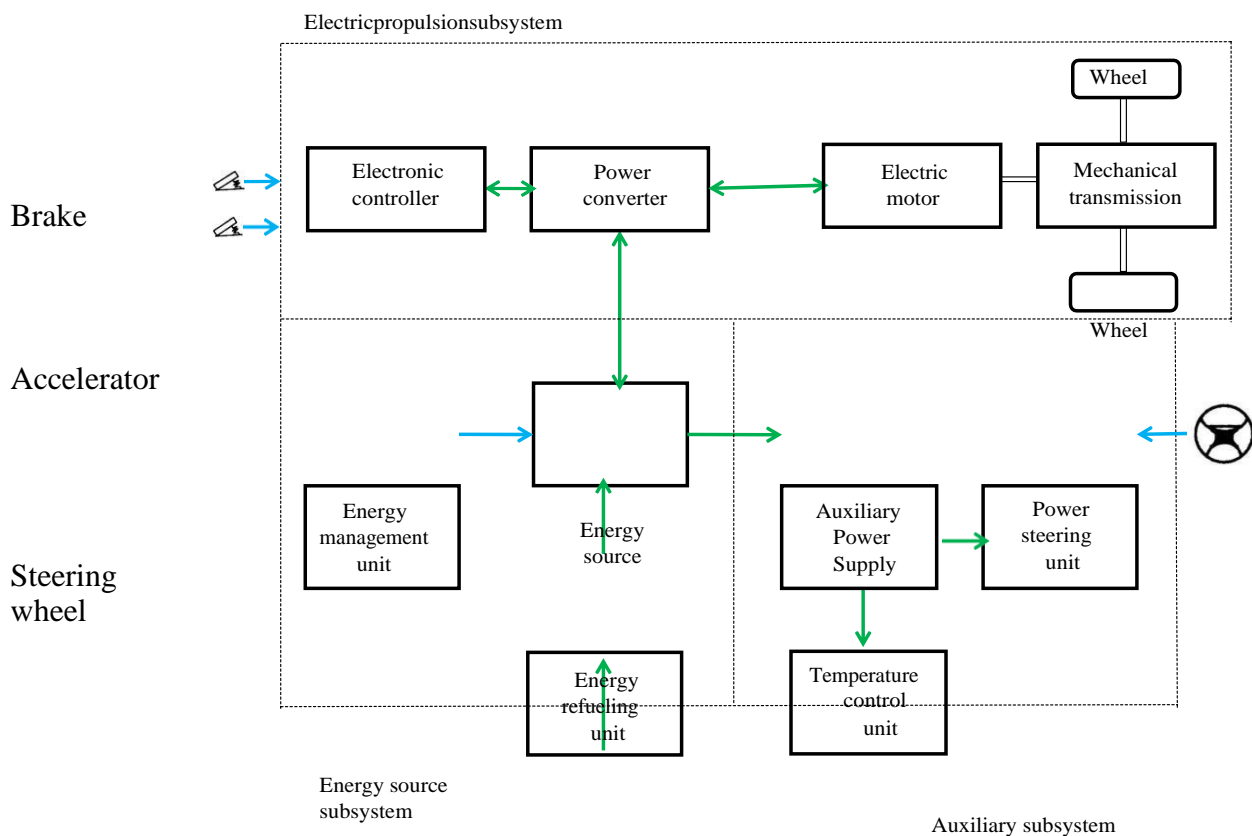 Electricpropulsionsubsystem
Wheel
Electronic
controller
Power
converter
Electric
motor
Mechanical
transmission
Brake
Wheel
Accelerator
Energy
management
unit
Energy
source
Auxiliary
Power
Supply
Power
steering
unit
Steering
wheel
Energy
refueling
unit
Temperature
control
unit
Energy source
subsystem
Auxiliary subsystem